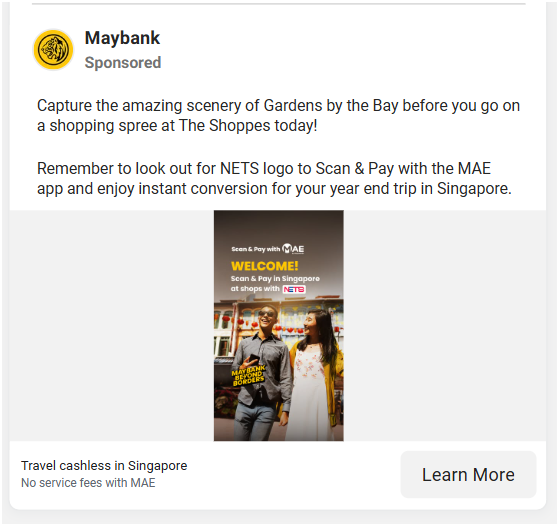 Maybank
Sponsored
Capture the amazing scenery of Gardens by the Bay before you go on
a shopping spree at The Shoppes today!
Remember to look out for NETS logo to Scan & Pay with the MAE
app and enjoy instant conversion for your year end trip in Singapore.
Scan & Pay with MAE
WELCOME!
Scan & Pay in Singapore
at shops with NETS
MAYBANK
BEYOND
BORDERS
Travel cashless in Singapore
No service fees with MAE
Learn More